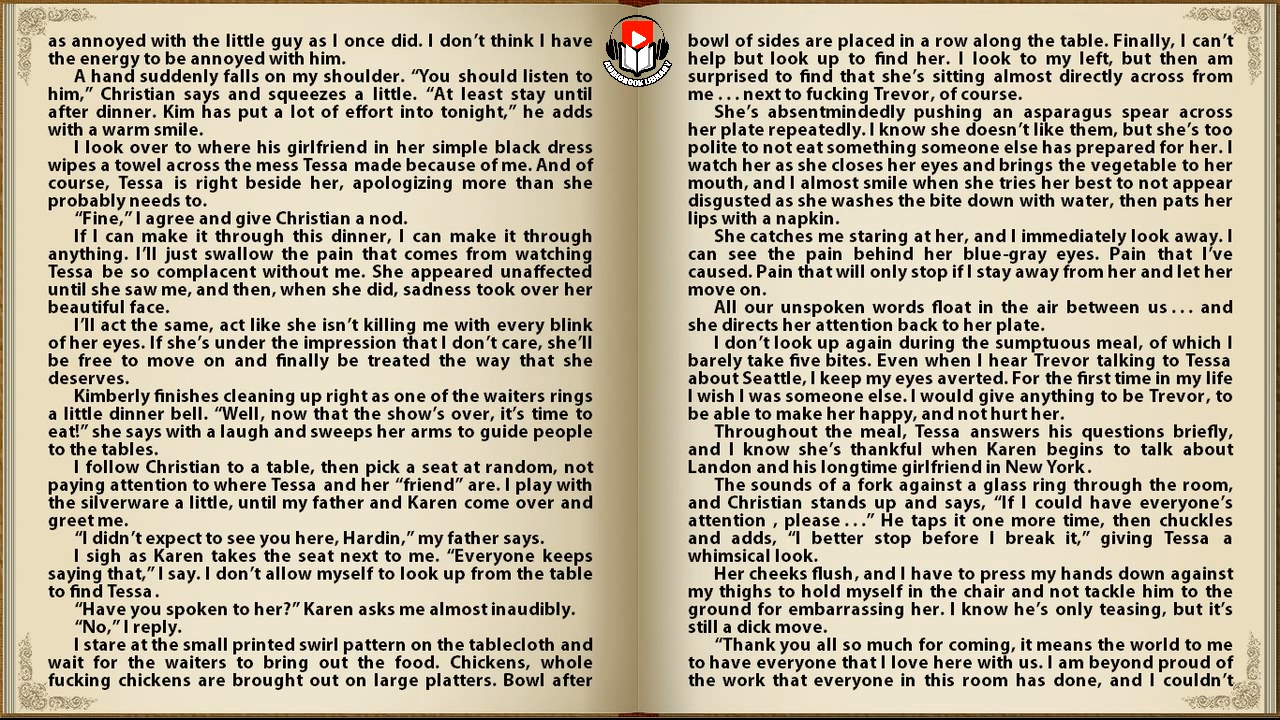 as annoyed with the little guy as I once did. I don’t think I have
the energy to be annoyed with him.
A hand suddenly falls on my shoulder. “You should listen to
him,” Christian says and squeezes a little. “At least stay until
after dinner. Kim has put a lot of effort into tonight,” he adds
with a warm smile.
I look over to where his girlfriend in her simple black dress
wipes a towel across the mess Tessa made because of me. And of
course, Tessa is right beside her, apologizing more than she
probably needs to.
“Fine,” I agree and give Christian a nod.
If I can make it through this dinner, I can make it through
anything. I’ll just swallow the pain that comes from watching
Tessa be so complacent without me. She appeared unaffected
until she saw me, and then, when she did, sadness took over her
beautiful face.
I’ll act the same, act like she isn’t killing me with every blink
of her eyes. If she’s under the impression that I don’t care, she’ll
be free to move on and finally be treated the way that she
deserves.
Kimberly finishes cleaning up right as one of the waiters rings
a little dinner bell. “Well, now that the show’s over, it’s time to
eat!” she says with a laugh and sweeps her arms to guide people
to the tables.
I follow Christian to a table, then pick a seat at random, not
paying attention to where Tessa and her “friend” are. I play with
the silverware a little, until my father and Karen come over and
greet me.
“I didn’t expect to see you here, Hardin,” my father says.
I sigh as Karen takes the seat next to me. “Everyone keeps
saying that,” I say. I don’t allow myself to look up from the table
to find Tessa .
“Have you spoken to her?” Karen asks me almost inaudibly.
“No,” I reply.
I stare at the small printed swirl pattern on the tablecloth and
wait for the waiters to bring out the food. Chickens, whole
fucking chickens are brought out on large platters. Bowl after
AUDIOBOOK LIBRARY
bowl of sides are placed in a row along the table. Finally, I can’t
help but look up to find her. I look to my left, but then am
surprised to find that she’s sitting almost directly across from
me . . . next to fucking Trevor, of course.
She’s absentmindedly pushing an asparagus spear across
her plate repeatedly. I know she doesn’t like them, but she’s too
polite to not eat something someone else has prepared for her. I
watch her as she closes her eyes and brings the vegetable to her
mouth, and I almost smile when she tries her best to not appear
disgusted as she washes the bite down with water, then pats her
lips with a napkin.
She catches me staring at her, and I immediately look away. I
can see the pain behind her blue-gray eyes. Pain that I’ve
caused. Pain that will only stop if I stay away from her and let her
move on.
All our unspoken words float in the air between us . . . and
she directs her attention back to her plate.
I don’t look up again during the sumptuous meal, of which I
barely take five bites. Even when I hear Trevor talking to Tessa
about Seattle, I keep my eyes averted. For the first time in my life
I wish I was someone else. I would give anything to be Trevor, to
be able to make her happy, and not hurt her.
Throughout the meal, Tessa answers his questions briefly,
and I know she’s thankful when Karen begins to talk about
Landon and his longtime girlfriend in New York .
The sounds of a fork against a glass ring through the room,
and Christian stands up and says, “If I could have everyone’s
attention , please . . .” He taps it one more time, then chuckles
and adds, “I better stop before I break it,” giving Tessa a
whimsical look.
Her cheeks flush, and I have to press my hands down against
my thighs to hold myself in the chair and not tackle him to the
ground for embarrassing her. I know he’s only teasing, but it’s
still a dick move.
“Thank you all so much for coming, it means the world to me
to have everyone that I love here with us. I am beyond proud of
the work that everyone in this room has done, and I couldn’t